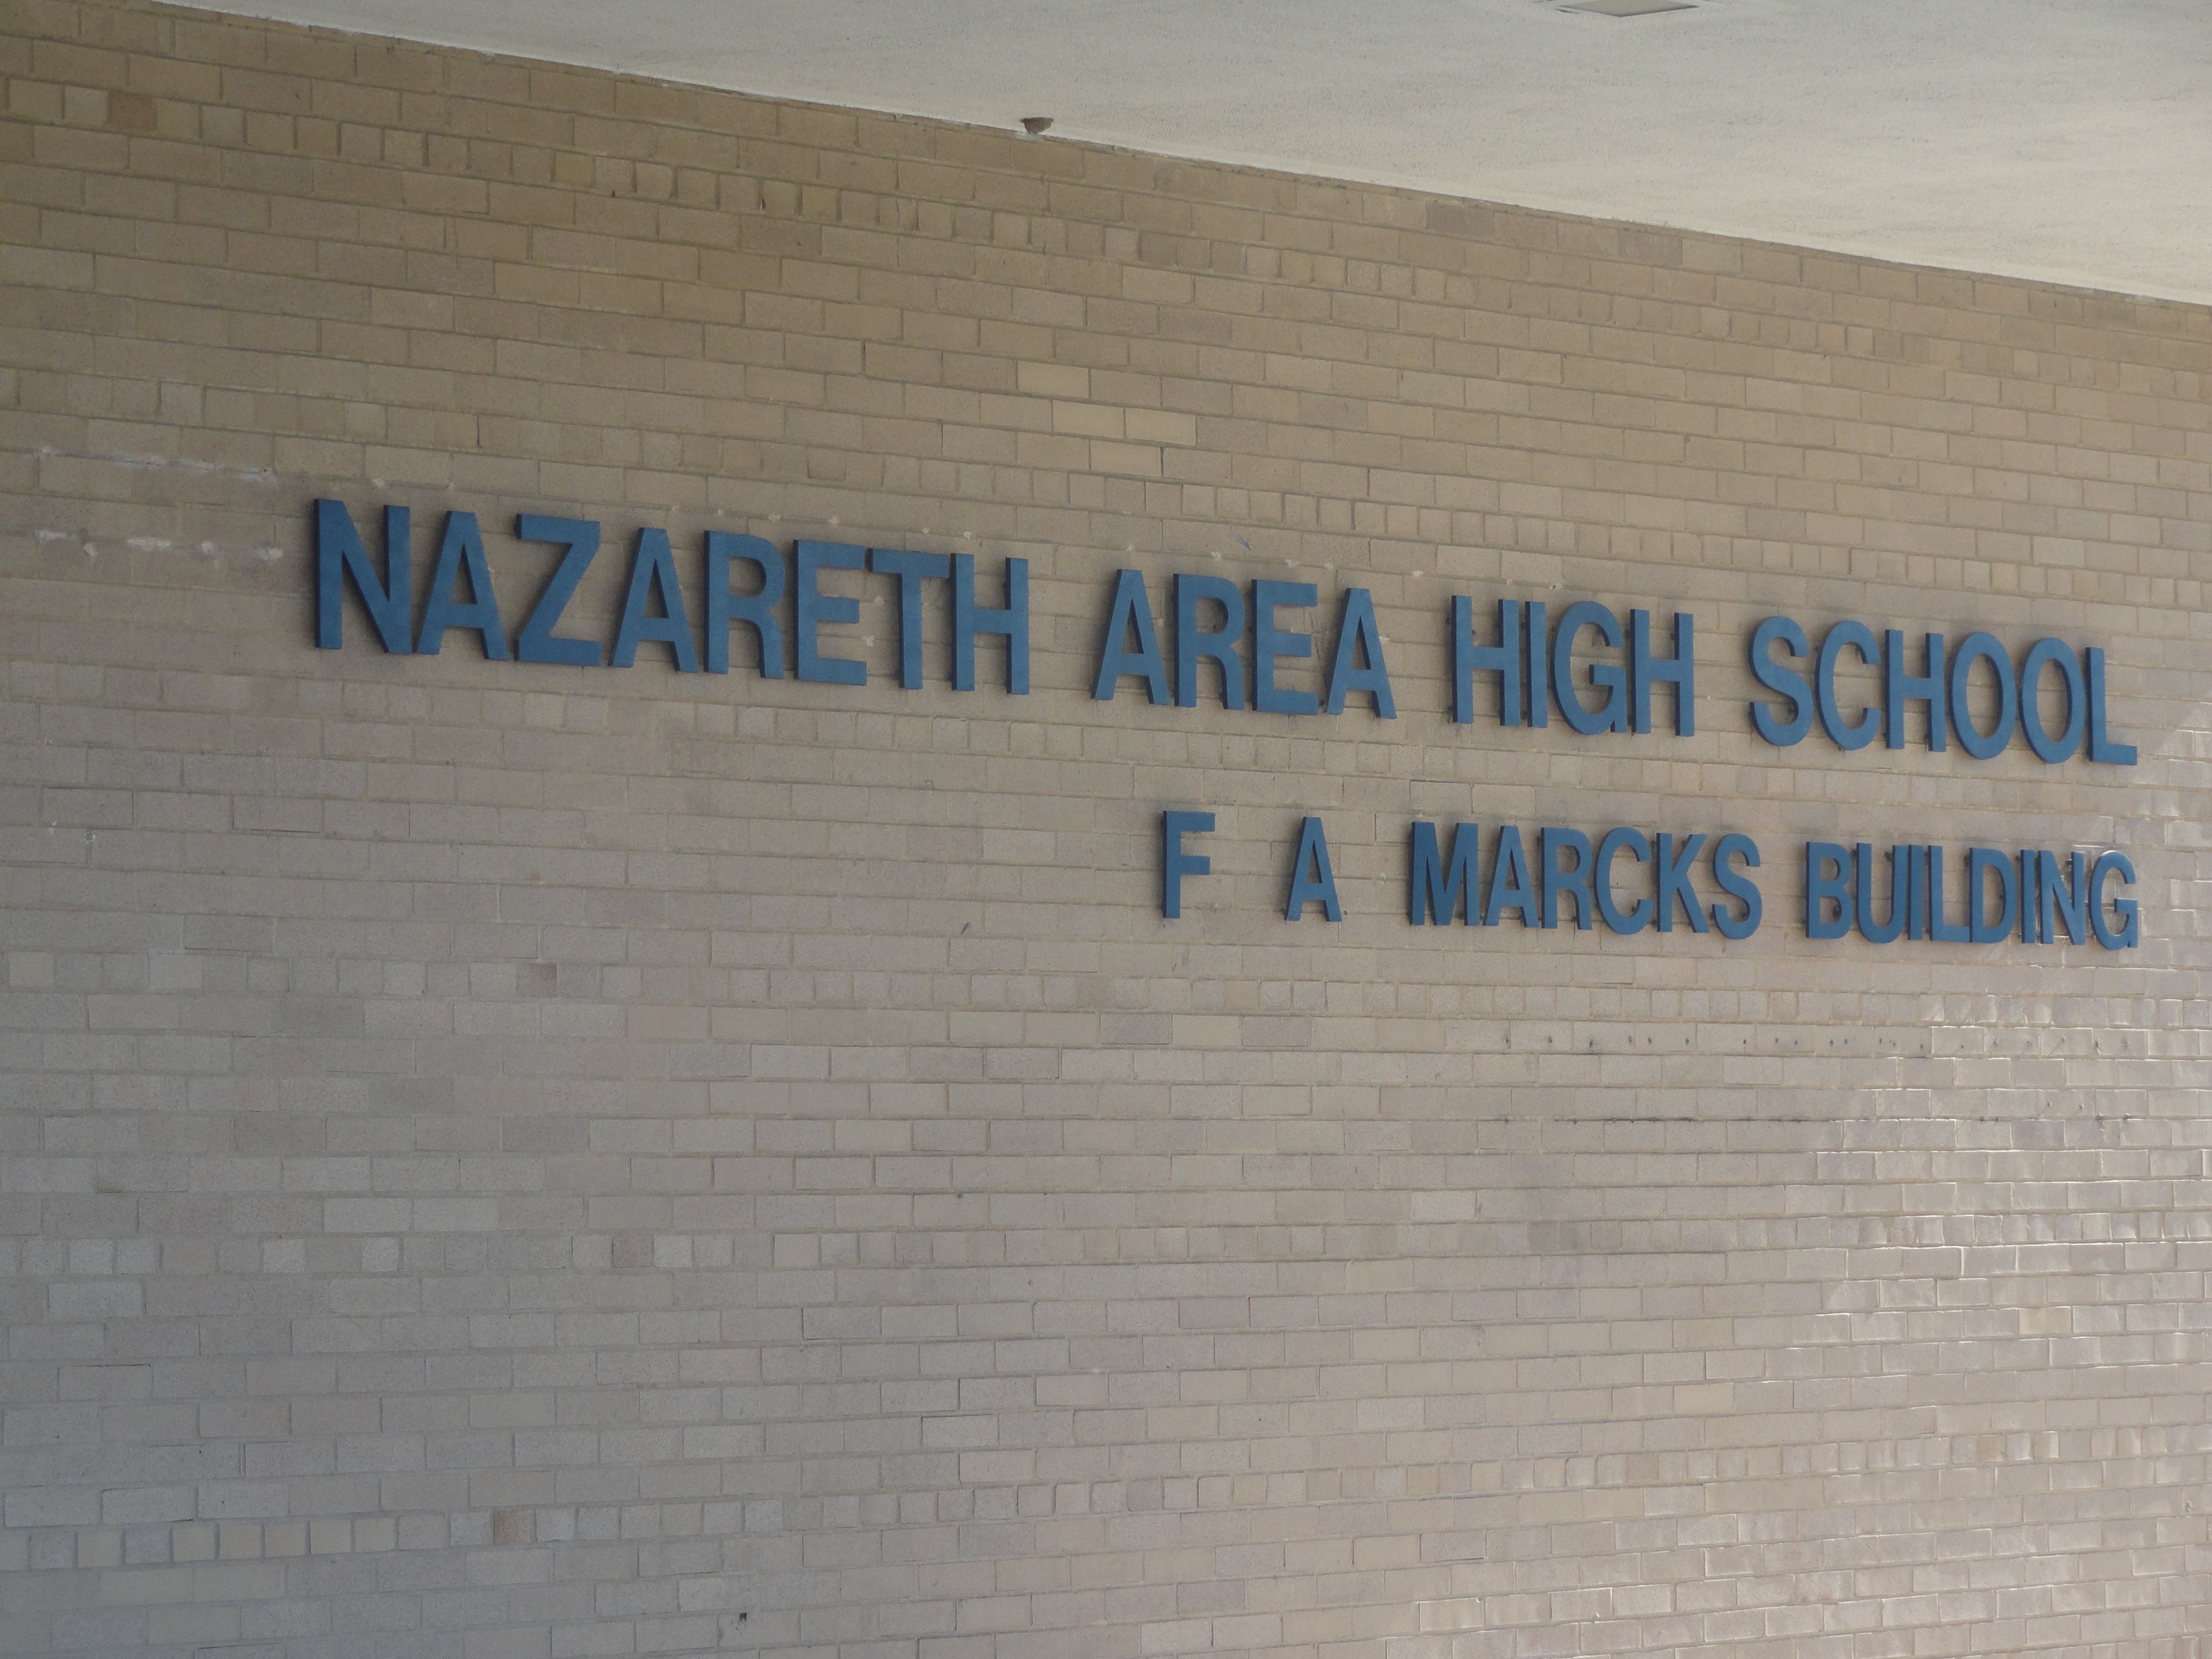 NAZARETH AREA HIGH SCHOOL
F A MARCKS BUILDING